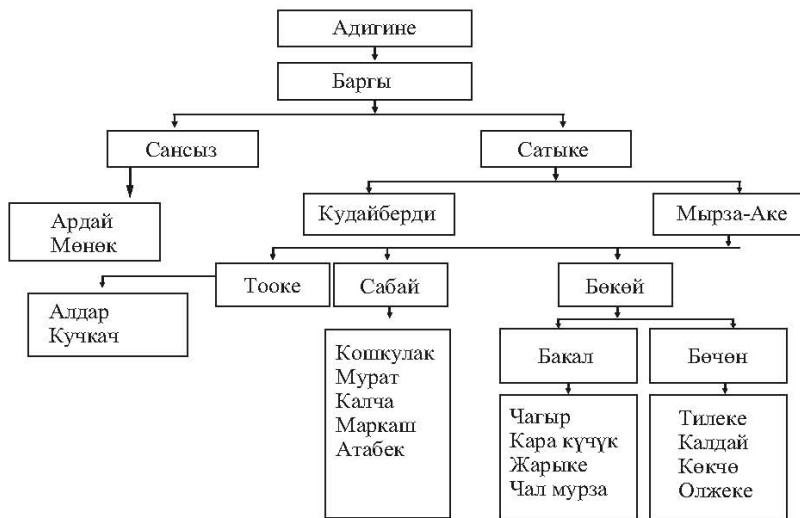 Адигине
Баргы
Сансыз
Сатыке
Ардай
Мөнөк
Кудайберди
Мырза-Аке
Тооке
Сабай
Бөкөй
Алдар
Кучкач
Кошкулак
Мурат
Калча
Маркаш
Атабек
Бакал
Бөчөн
Чагыр
Кара күчүк
Жарыке
Чал мурза
Тилеке
Калдай
Көкчө
Олжеке